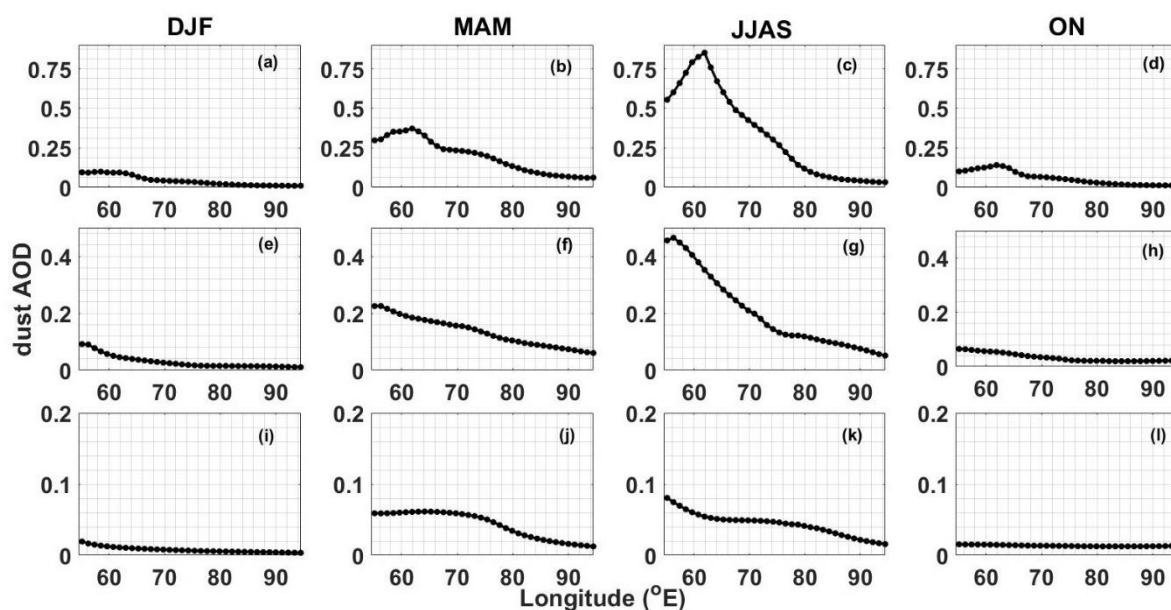 DJF MAM JJAS ON
0.75 (a) 0.75 (b) 0.75 (c) 0.75 (d)
0.5 0.5 0.5 0.5
0.25 0.25 0.25 0.25
0 0 0 0
60 70 80 90 60 70 80 90 60 70 80 90 60 70 80 90
dust AOD
0.4 (e) 0.4 (f) 0.4 (g) 0.4 (h)
0.2 0.2 0.2 0.2
0 0 0 0
60 70 80 90 60 70 80 90 60 70 80 90 60 70 80 90
0.2 (i) 0.2 (j) 0.2 (k) 0.2 (l)
0.1 0.1 0.1 0.1
0 0 0 0
60 70 80 90 60 70 80 90 60 70 80 90 60 70 80 90
Longitude (°E)